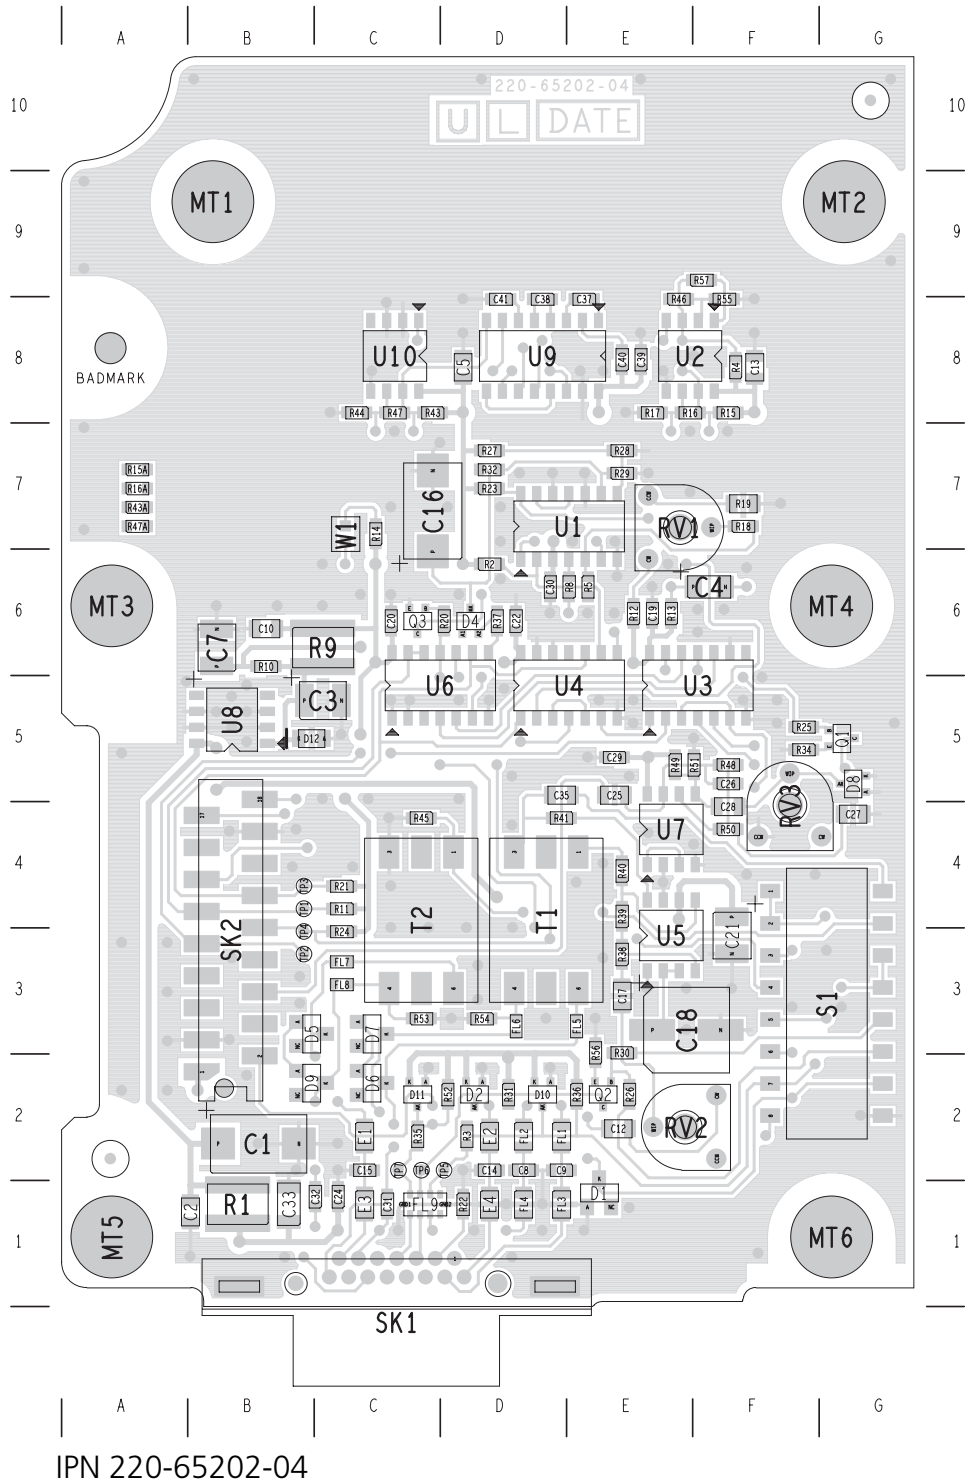 A B C D E F G
10 10
220-65202-04
U L DATE
MT1 MT2
9 9
R57
C41 C38 C37 R46 R55
8 U10 C5 U9 C40 C39 U2 R4 C13 8
BADMARK
R44 R47 R43 R17 R16 R15
R27 R28
7 R15A R32 R29 7
R16A R23
R43A C16 R19
R47A W1 R14 U1 RV1 R18
CCW WIP CW
N P
R2
MT3 C30 R8 R5 C4 MT4
6 C20 Q3 R20 D4 R37 C22 R12 C19 R13 6
C10 R9
C7
R10
U6 U4 U3
C3
U8
5 D12 R25 Q1 5
R34
C29 R49 R51 R48
C26 D8
C35 C25 C28 RV3 C27
WIP CCW CW
R45 R41 U7 R50
4 R40 4
TP3 R21
TP1 R11 T2 T1 R39
TP4 R24 U5 C21
SK2
TP2 FL7 R38
3 FL8 C17 S1 3
R53 R54 FL6 FL5 C18
D5 D7
R56 R30
D9 D6 D11 R52 D2 R31 D10 R36 Q2 R26
2 2
C1 E1 R35 R3 E2 FL2 FL1 C12 RV2
CW WIP CCW
C15 TP7 TP6 TP5 C14 C8 C9
D1
MT5 C2 R1 C33 C32 C24 E3 C31 FL9 R22 E4 FL4 FL3 MT6
1 1
SK1
A B C D E F G
IPN 220-65202-04